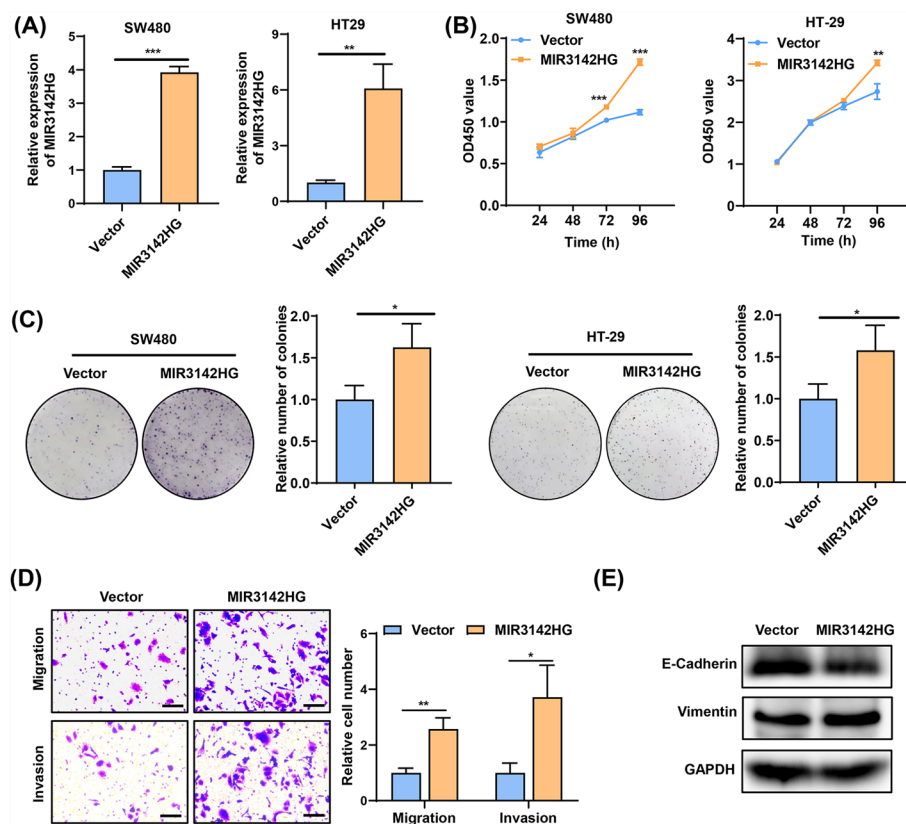 (A)
SW480
Relative expression
of MIR3142HG
6
4
2
0
***
Vector
MIR3142HG
HT29
Relative expression
of MIR3142HG
9
6
3
0
**
Vector
MIR3142HG
(B)
SW480
Vector
MIR3142HG
OD450 value
2.0
1.5
1.0
0.5
0.0
***
***
24 48 72 96
Time (h)
HT-29
Vector
MIR3142HG
OD450 value
4
3
2
1
0
**
24 48 72 96
Time (h)
(C)
SW480
Vector MIR3142HG
Relative number of colonies
2.0
1.5
1.0
0.5
0.0
*
Vector
MIR3142HG
HT-29
Vector MIR3142HG
Relative number of colonies
2.0
1.5
1.0
0.5
0.0
*
Vector
MIR3142HG
(D)
Vector MIR3142HG
Migration
Invasion
Vector MIR3142HG
Relative cell number
6
4
2
0
**
*
Migration Invasion
(E)
Vector MIR3142HG
E-Cadherin
Vimentin
GAPDH